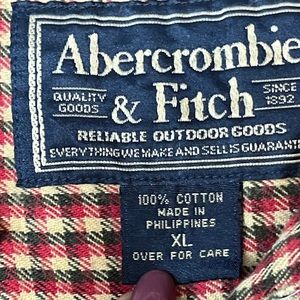 Abercrombie
QUALITY GOODS & Fitch SINCE 1892
RELIABLE OUTDOOR GOODS
EVERYTHING WE MAKE AND SELL IS
100% COTTON
MADE IN
PHILIPPINES
XL
OVER FOR CARE